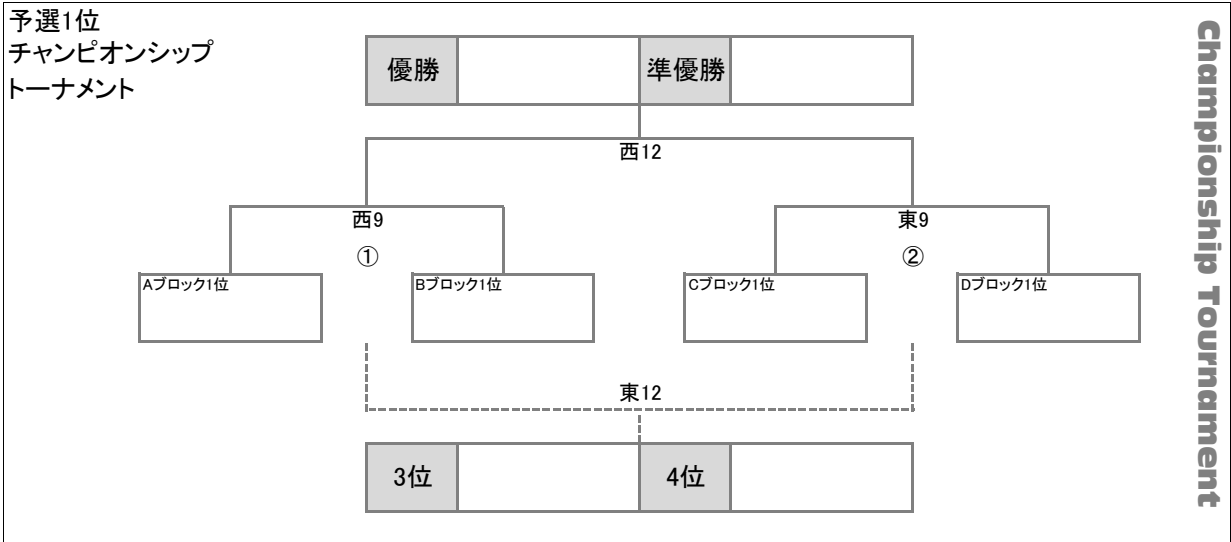 予選1位
チャンピオンシップ
トーナメント
優勝
準優勝
西12
西9
東9
①
②
Aブロック1位
Bブロック1位
Cブロック1位
Dブロック1位
東12
3位
4位
Championship Tournament